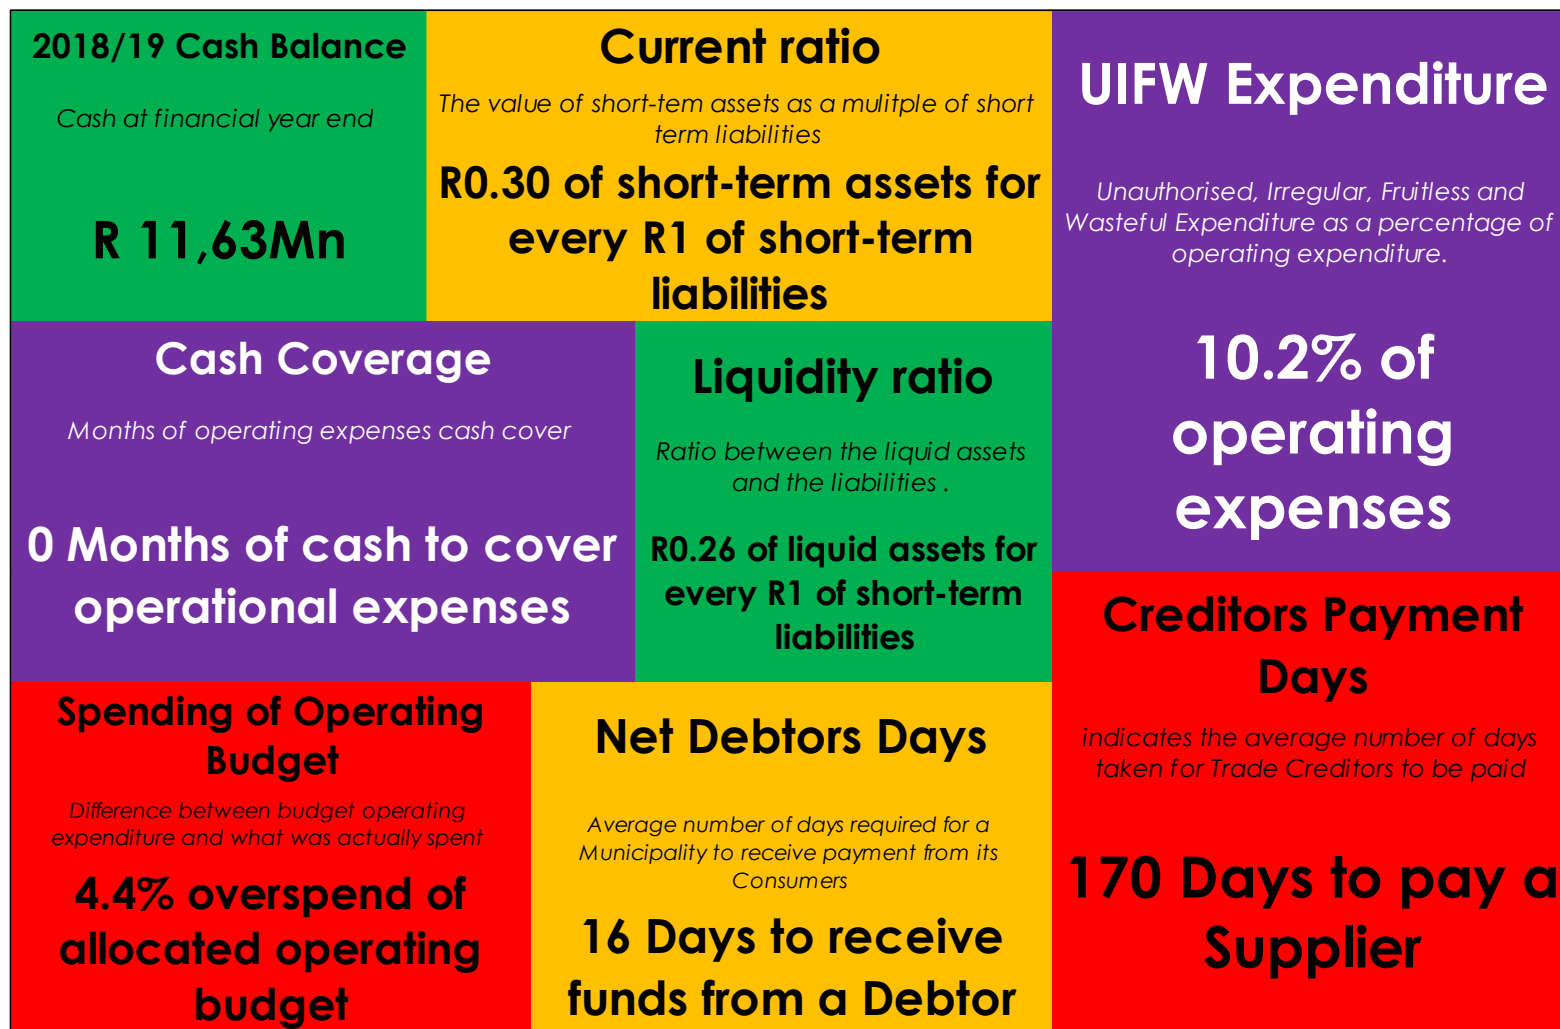 2018/19 Cash Balance
Cash at financial year end
R 11,63Mn
Current ratio
The value of short-tem assets as a mulitple of short
term liabilities
R0.30 of short-term assets for
every R1 of short-term
liabilities
UIFW Expenditure
Unauthorised, Irregular, Fruitless and
Wasteful Expenditure as a percentage of
operating expenditure.
10.2% of
operating
expenses
Cash Coverage
Months of operating expenses cash cover
0 Months of cash to cover
operational expenses
Liquidity ratio
Ratio between the liquid assets
and the liabilities .
R0.26 of liquid assets for
every R1 of short-term
liabilities
Creditors Payment
Days
indicates the average number of days
taken for Trade Creditors to be paid
170 Days to pay a
Supplier
Spending of Operating
Budget
Difference between budget operating
expenditure and what was actually spent
4.4% overspend of
allocated operating
budget
Net Debtors Days
Average number of days required for a
Municipality to receive payment from its
Consumers
16 Days to receive
funds from a Debtor